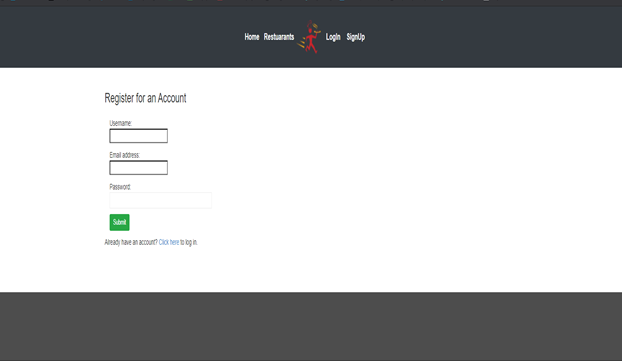 Home Restuarants LogIn SignUp
Register for an Account
Username:
Email address:
Password:
Submit
Already have an account? Click here to log in.